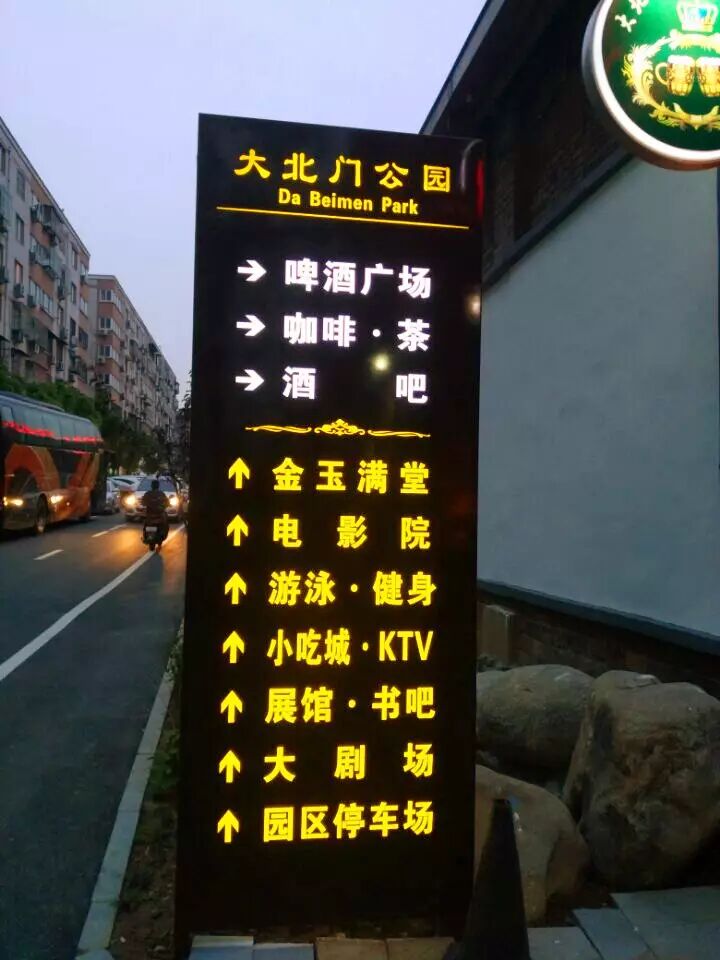 大北门公园
Da Beimen Park
→ 啤酒广场
→ 咖啡·茶
→ 酒 吧
↑ 金玉满堂
↑ 电影院
↑ 游泳·健身
↑ 小吃城·KTV
↑ 展馆·书吧
↑ 大剧场
↑ 园区停车场